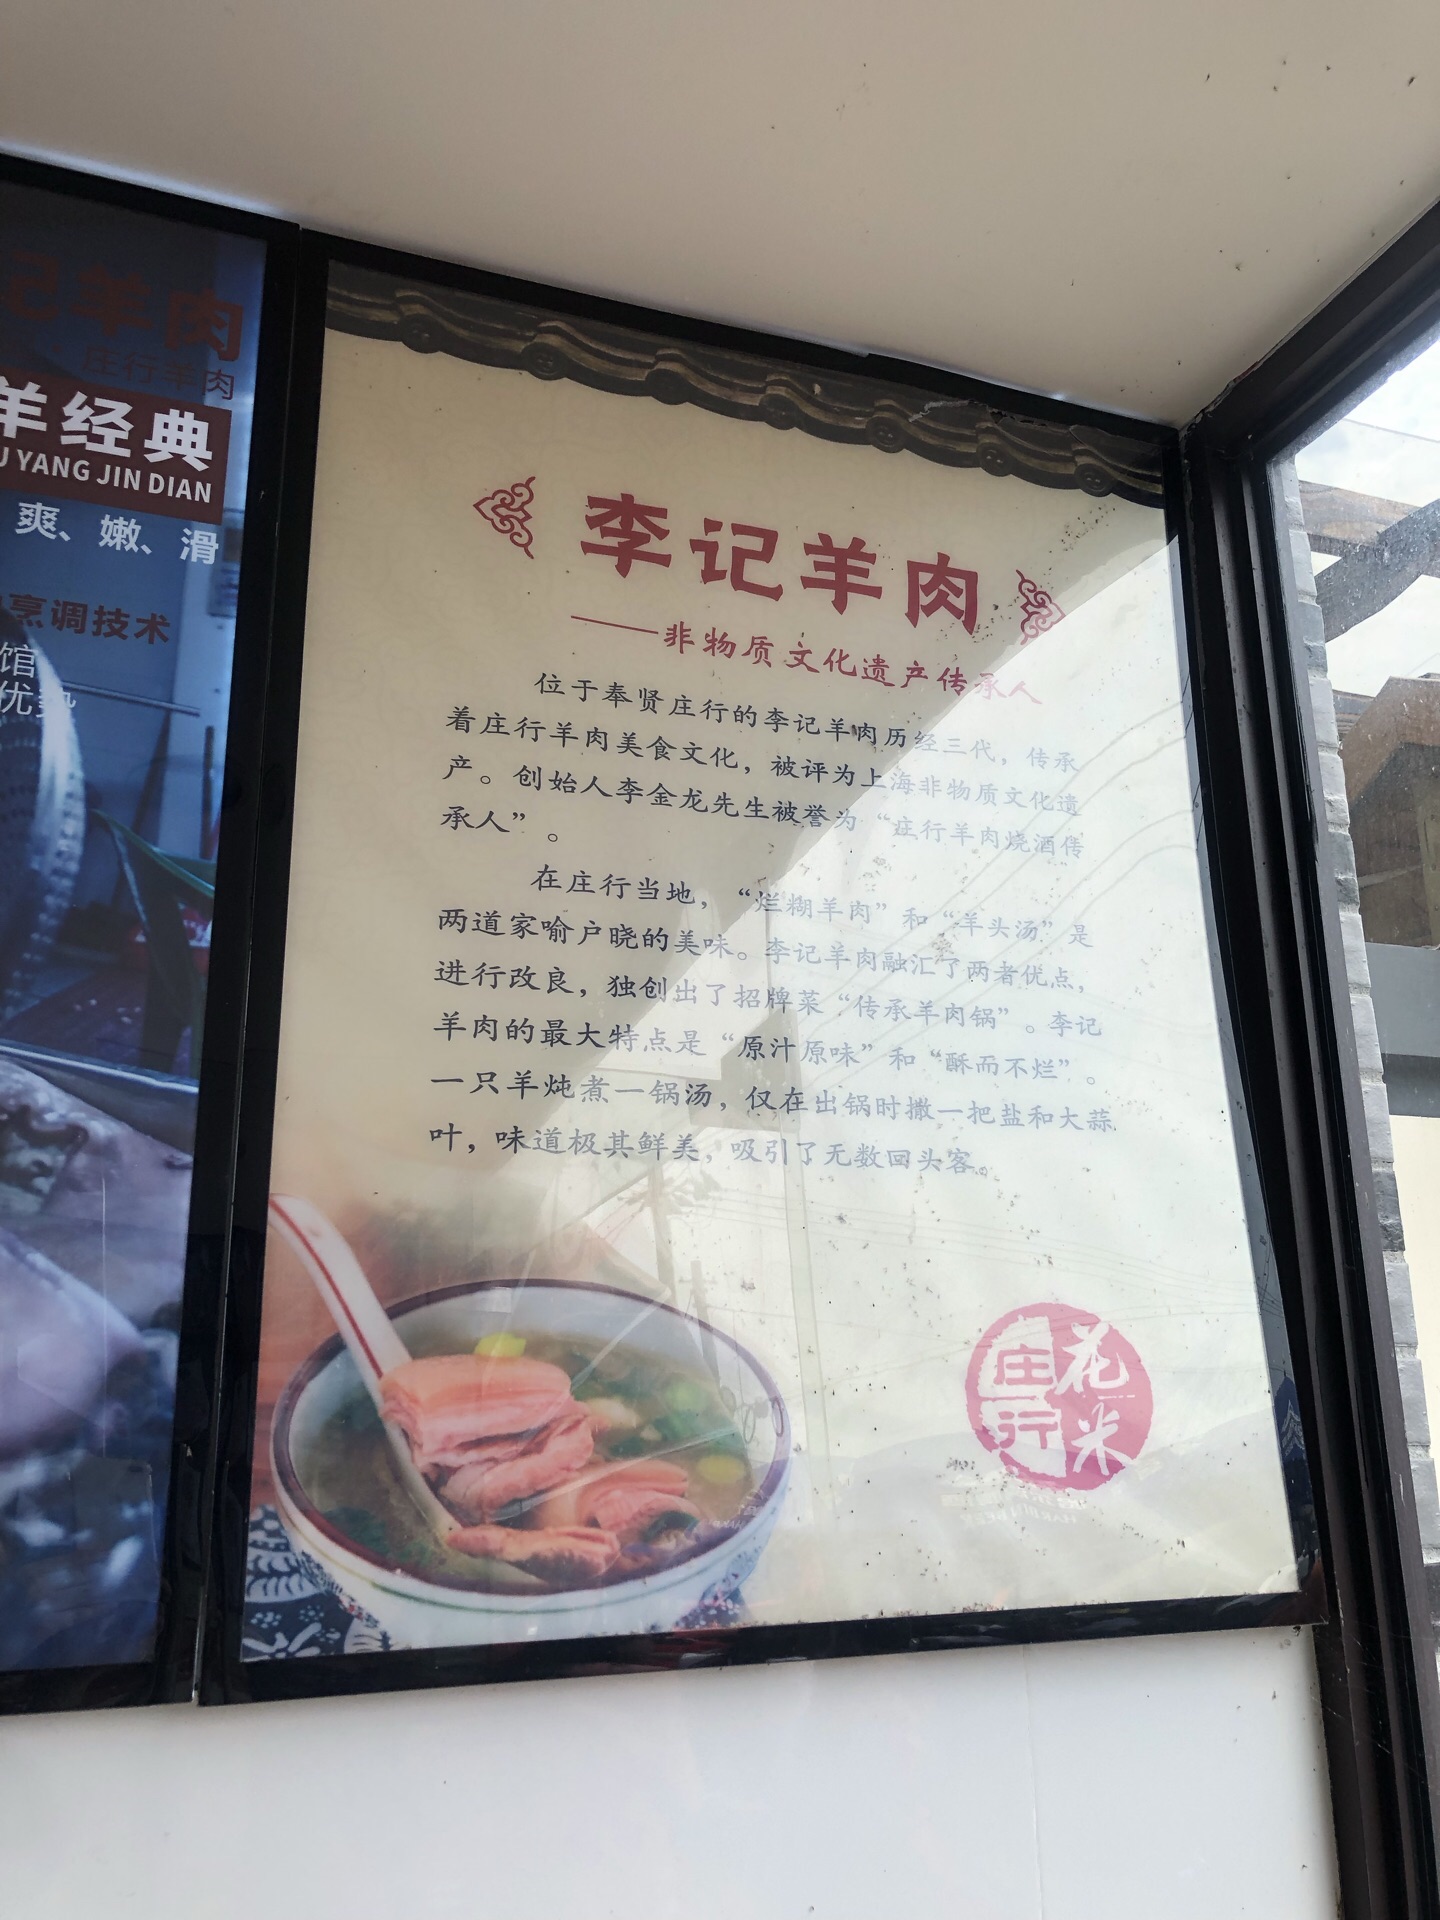 记羊肉
庄行羊肉
羊经典
U YANG JIN DIAN
爽、嫩、滑
烹调技术
馆
优势
李记羊肉
——非物质文化遗产传承人
位于奉贤庄行的李记羊肉历经三代，传承
着庄行羊肉美食文化，被评为上海非物质文化遗
产。创始人李金龙先生被誉为“庄行羊肉烧酒传
承人”。
在庄行当地，“烂糊羊肉”和“羊头汤”是
两道家喻户晓的美味。李记羊肉融汇了两者优点，
进行改良，独创出了招牌菜“传承羊肉锅”。李记
羊肉的最大特点是“原汁原味”和“酥而不烂”。
一只羊炖煮一锅汤，仅在出锅时撒一把盐和大蒜
叶，味道极其鲜美，吸引了无数回头客。
花米
庄行